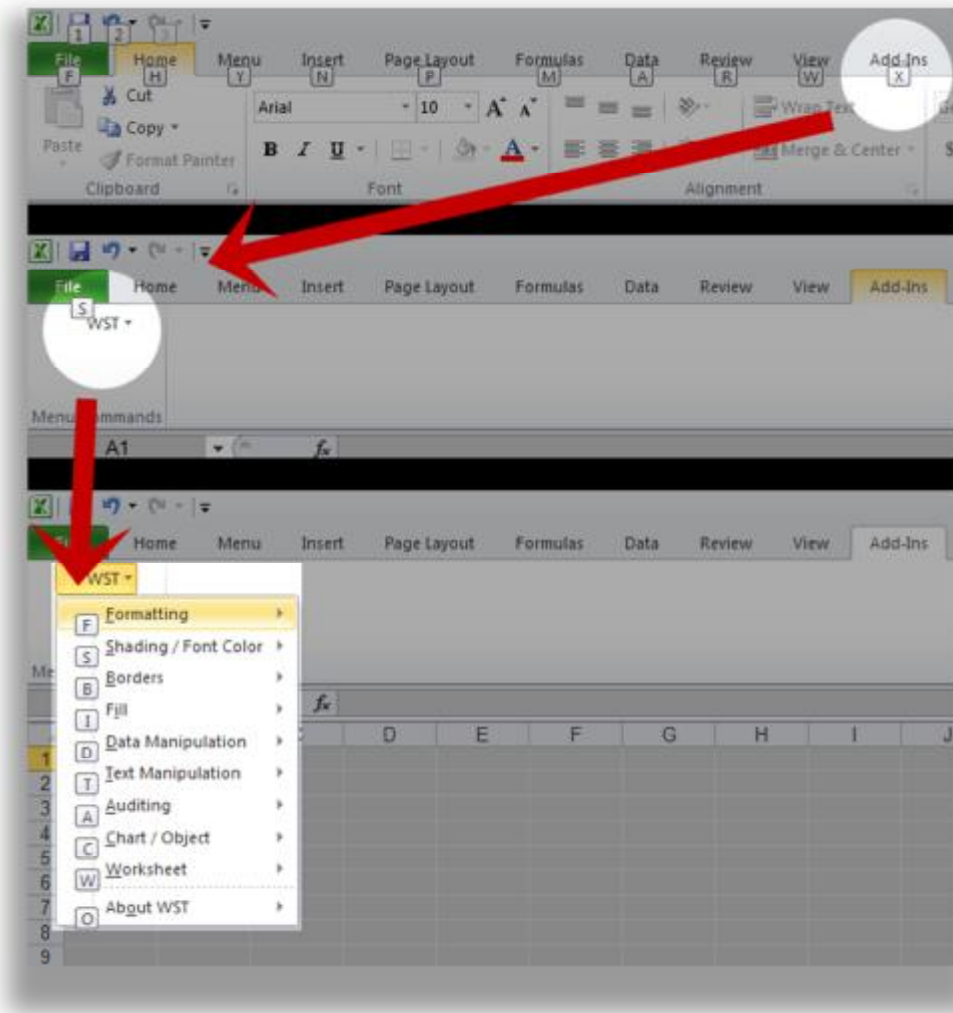 1 2 3
File Home Menu Insert Page Layout Formulas Data Review View Add-Ins
F H Y N P M A R W X
Cut
Arial 10 A A Wrap Text
Copy
Paste
Format Painter B I U A Merge & Center $
Clipboard Font Alignment
File Home Menu Insert Page Layout Formulas Data Review View Add-Ins
S
WST
Menu Commands
A1 fx
Home Menu Insert Page Layout Formulas Data Review View Add-Ins
WST
F Formatting
S Shading / Font Color
Me
B Borders
I Fill
fx
D E F G H I J
D Data Manipulation
1
T Text Manipulation
2
3
A Auditing
4
C Chart / Object
5
W Worksheet
6
7
O About WST
8
9